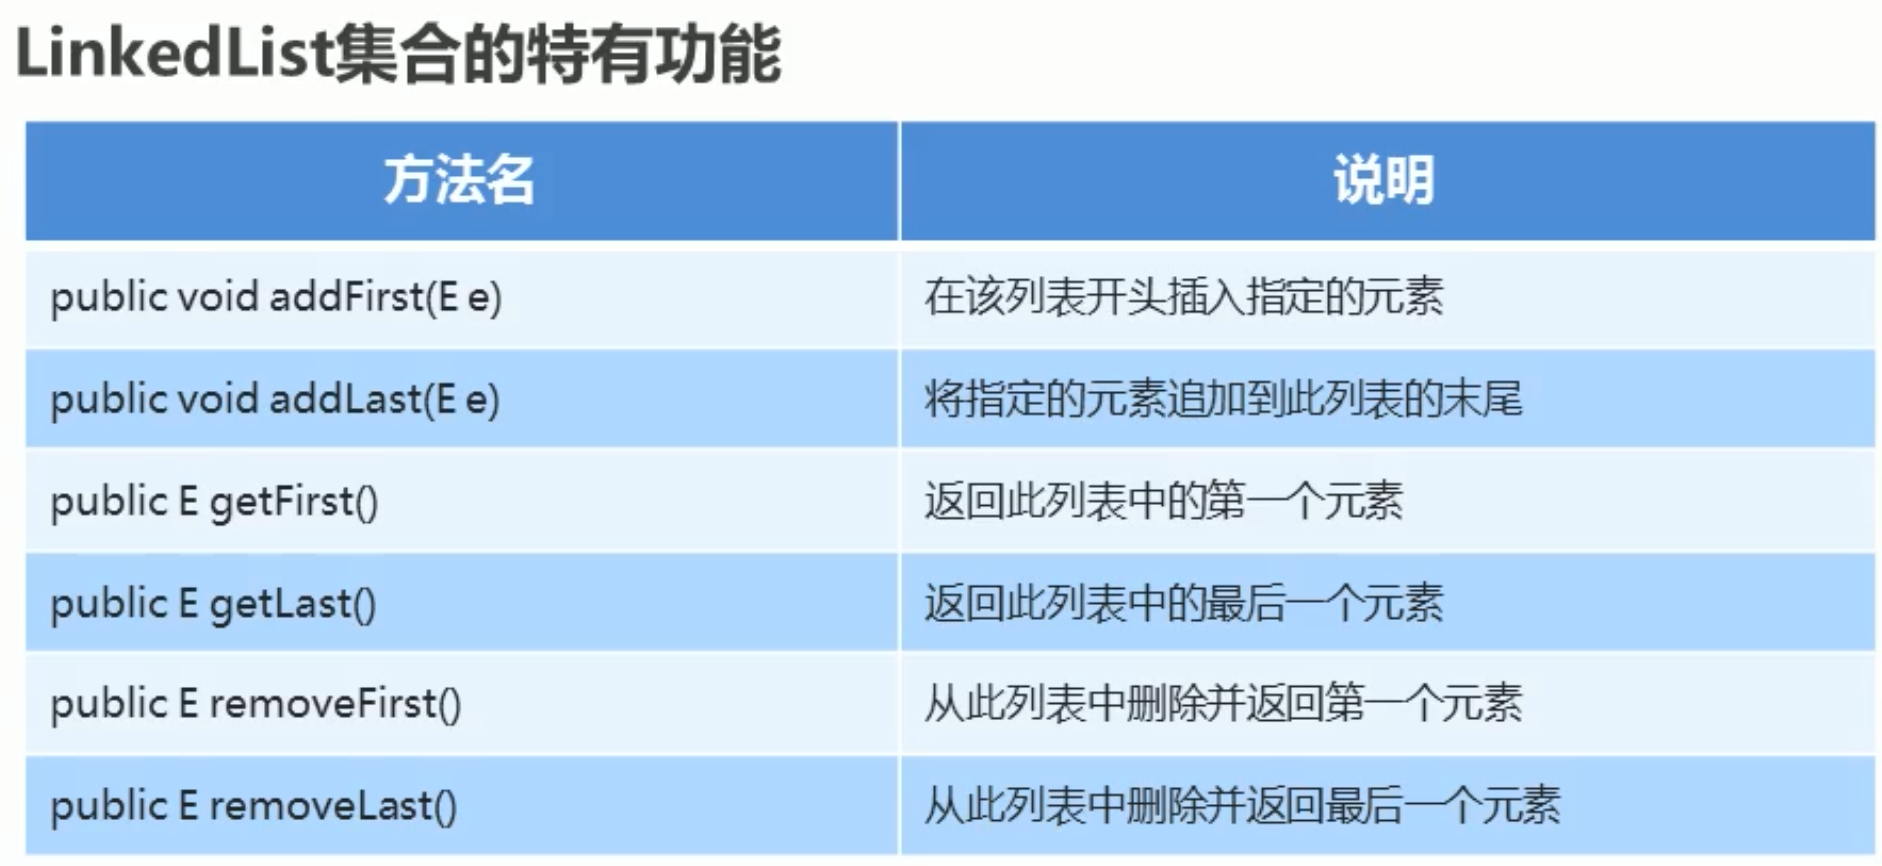 LinkedList集合的特有功能
方法名 说明
public void addFirst(E e) 在该列表开头插入指定的元素
public void addLast(E e) 将指定的元素追加到此列表的末尾
public E getFirst() 返回此列表中的第一个元素
public E getLast() 返回此列表中的最后一个元素
public E removeFirst() 从此列表中删除并返回第一个元素
public E removeLast() 从此列表中删除并返回最后一个元素